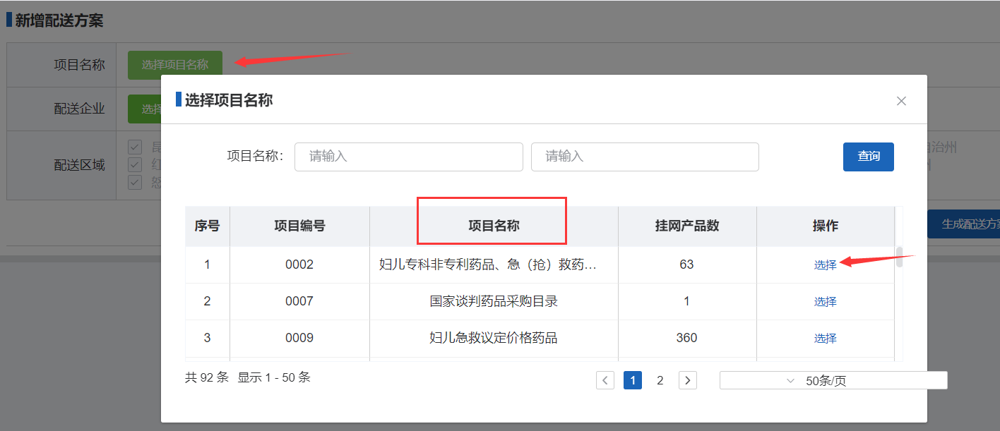 新增配送方案
项目名称 选择项目名称
选择项目名称
配送企业 选择
项目名称： 请输入 请输入 查询
配送区域
昆
红
怒
自治州
序号 项目编号 项目名称 挂网产品数 操作
生成配送方案
1 0002 妇儿专科非专利药品、急（抢）救药... 63 选择
2 0007 国家谈判药品采购目录 1 选择
3 0009 妇儿急救议定价格药品 360 选择
共 92 条 显示 1 - 50 条 1 2 50条/页